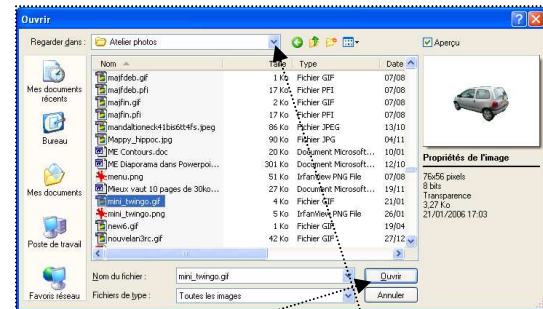 Ouvrir
Regarder dans : Atelier photos Aperçu
Nom Taille Type Date
majfdeb.gif 1 Ko Fichier GIF 07/08
majfdeb.pfi 17 Ko Fichier PFI 07/08
majfin.gif 2 Ko Fichier GIF 07/08
majfin.pfi 17 Ko Fichier PFI 07/08
mandaltioneck41bis6tt4fs.jpeg 86 Ko Fichier JPEG 13/10
Mappy_hippoc.jpg 90 Ko Fichier JPG 04/11
ME Contours.doc 20 Ko Document Microsoft... 10/01
ME Diaporama dans Powerpoi... 301 Ko Document Microsoft... 12/10
menu.png 51 Ko IrfanView PNG File 07/08
Mieux vaut 10 pages de 30ko... 27 Ko Document Microsoft... 19/11
mini_twingo.gif 4 Ko Fichier GIF 21/01
mini_twingo.png 5 Ko IrfanView PNG File 26/01
new6.gif 1 Ko Fichier GIF 19/04
nouvelan3rc.gif 42 Ko Fichier GIF 27/12
Mes documents récents
Bureau
Mes documents
Poste de travail
Favoris réseau
Nom du fichier : mini_twingo.gif Ouvrir
Fichiers de type : Toutes les images Annuler
Propriétés de l'image
76x56 pixels
8 bits
Transparence
3,27 Ko
21/01/2006 17:03